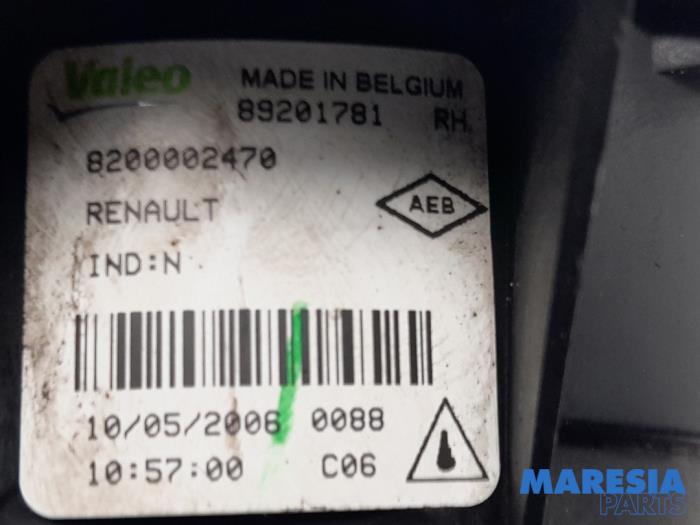 Valeo MADE IN BELGIUM
89201781 RH
8200002470
RENAULT AEB
IND:N
10/05/2006 0088
10:57:00 C06
MARESIA
PARTS